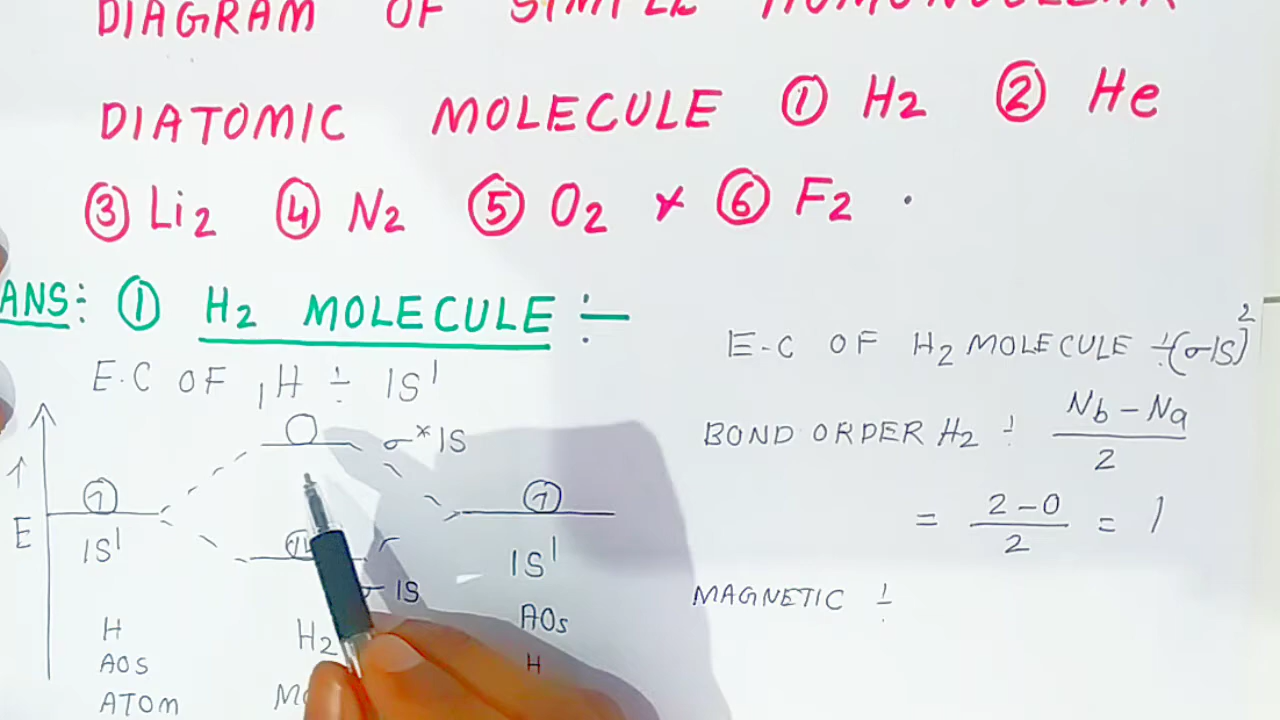 DIAGRAM OF SIMPLE HOMONUCLEAR
DIATOMIC MOLECULE ① H2 ② He
③ Li2 ④ N2 ⑤ O2 & ⑥ F2 .
ANS:- ① H2 MOLECULE :-
E.C OF 1H ÷ 1S¹
σ* 1S
E
1S¹
1S¹
σ 1S
H
AOs
ATOM
H2
AOs
H
E.C OF H2 MOLECULE ÷ (σ1S)²
BOND ORDER H2 ÷ Nb - Na / 2
= 2 - 0 / 2 = 1
MAGNETIC ÷